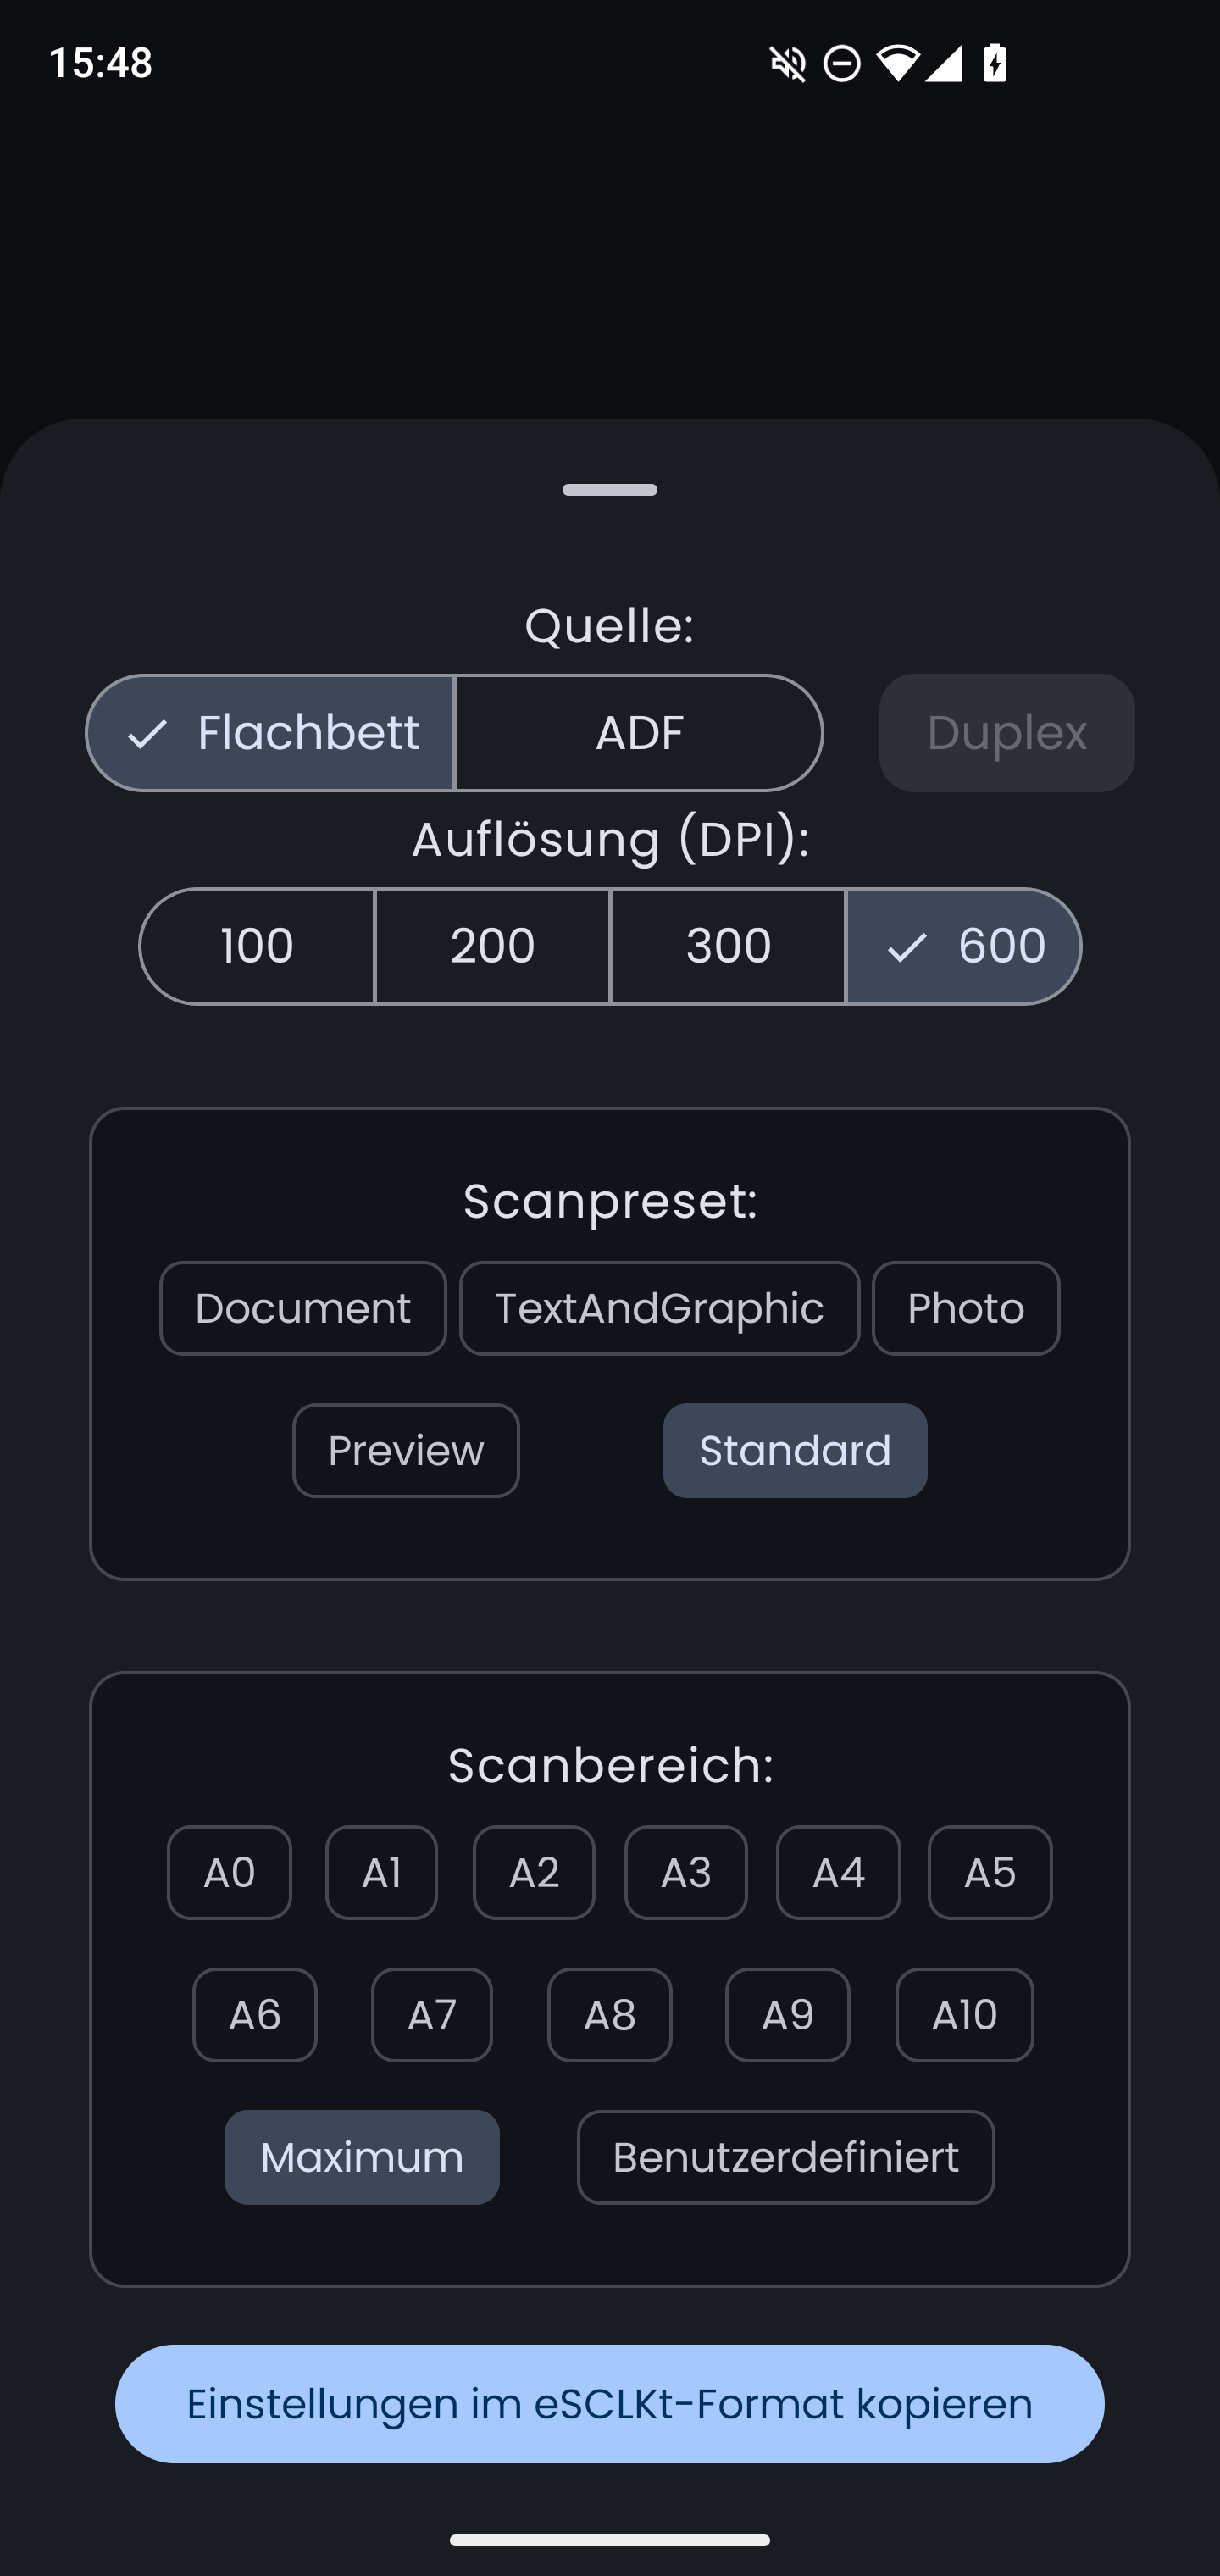 15:48
Quelle:
Flachbett ADF Duplex
Auflösung (DPI):
100 200 300 600
Scanpreset:
Document TextAndGraphic Photo
Preview Standard
Scanbereich:
A0 A1 A2 A3 A4 A5
A6 A7 A8 A9 A10
Maximum Benutzerdefiniert
Einstellungen im eSCLKt-Format kopieren